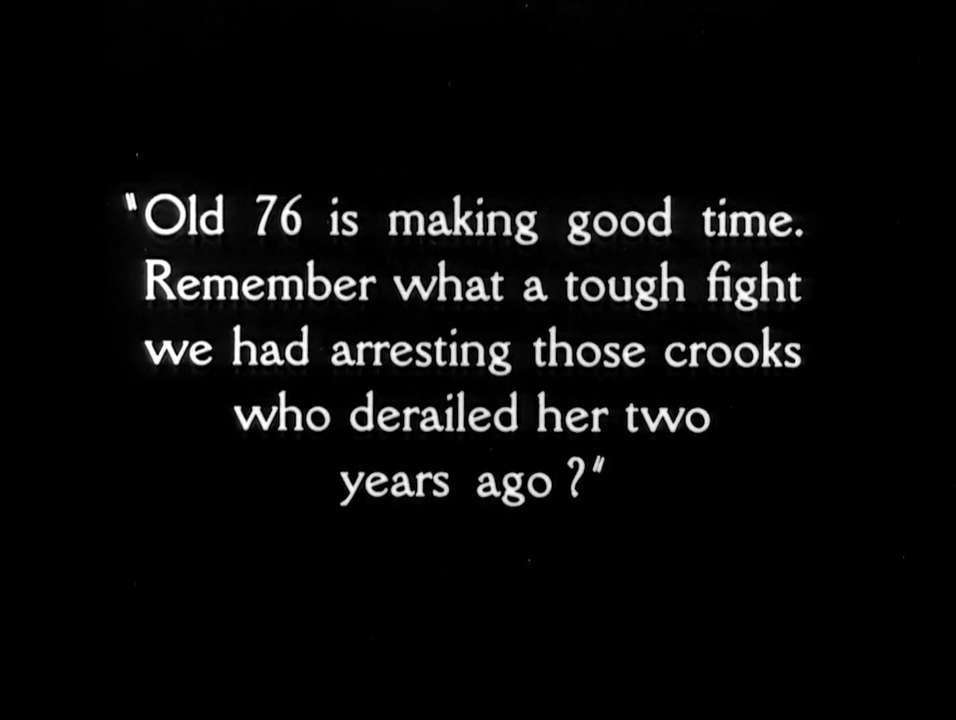 "Old 76 is making good time.
Remember what a tough fight
we had arresting those crooks
who derailed her two
years ago?"